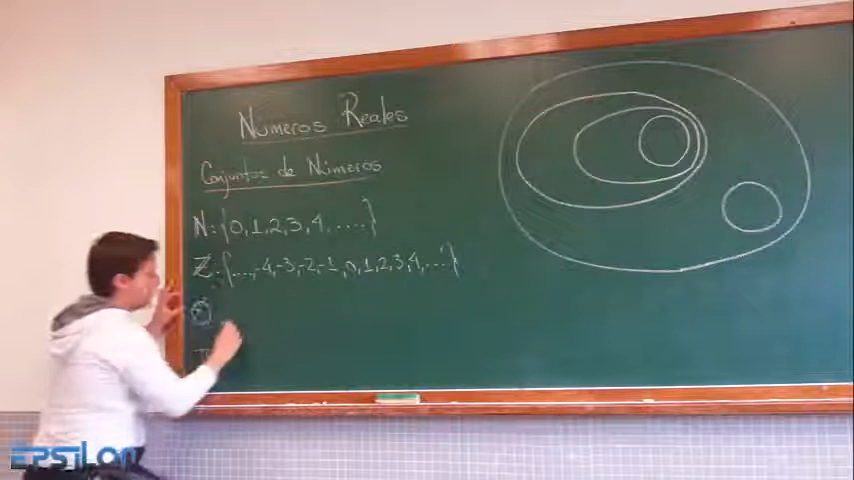 Números Reales
Conjuntos de Números
N:{0,1,2,3,4,.....}
Z:{...,-4,-3,-2,-1,0,1,2,3,4,...}
EPSILON